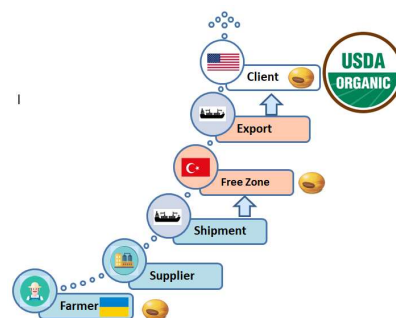 USDA
ORGANIC
Client
Export
Free Zone
Shipment
Supplier
Farmer